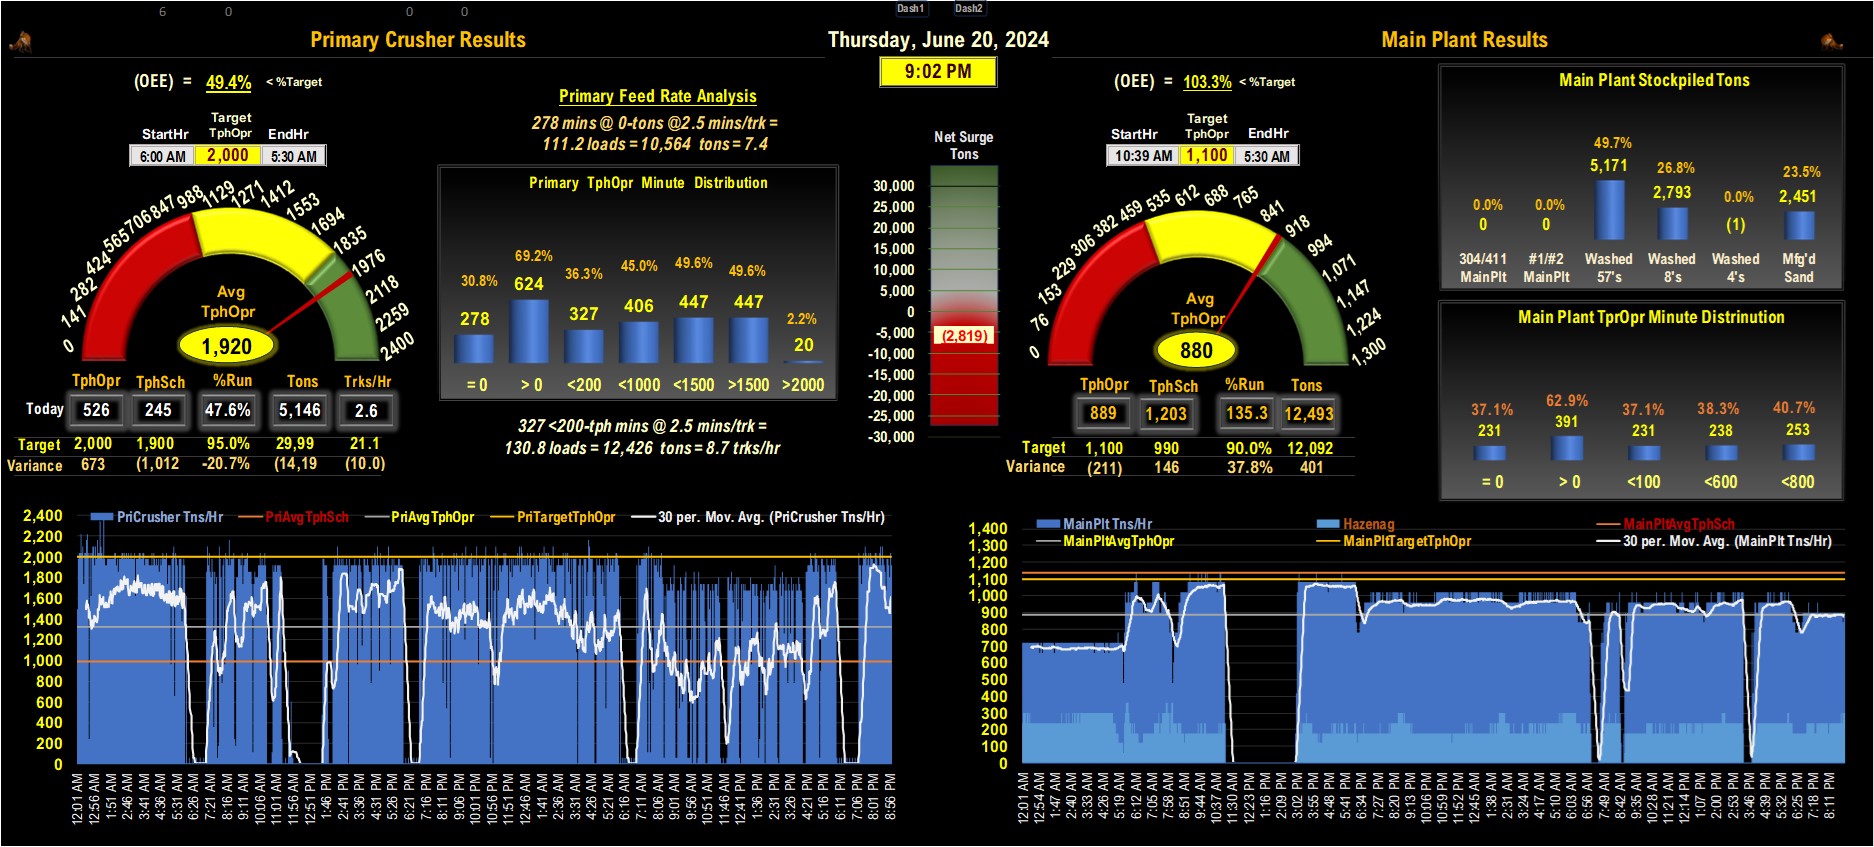 6 0 0 0 Dash1 Dash2
Primary Crusher Results
Thursday, June 20, 2024
Main Plant Results
9:02 PM
(OEE) = 49.4% < %Target
Target
StartHr TphOpr EndHr
6:00 AM 2,000 5:30 AM
0 141 282 424 565 706 847 988 1129 1271 1412 1553 1694 1835 1976 2118 2259 2400
Avg
TphOpr
1,920
TphOpr TphSch %Run Tons Trks/Hr
Today 526 245 47.6% 5,146 2.6
Target 2,000 1,900 95.0% 29,99 21.1
Variance 673 (1,012 -20.7% (14,19 (10.0)
Primary Feed Rate Analysis
278 mins @ 0-tons @2.5 mins/trk =
111.2 loads = 10,564 tons = 7.4
Primary TphOpr Minute Distribution
30.8% 69.2% 36.3% 45.0% 49.6% 49.6% 2.2%
278 624 327 406 447 447 20
= 0 > 0 <200 <1000 <1500 >1500 >2000
327 <200-tph mins @ 2.5 mins/trk =
130.8 loads = 12,426 tons = 8.7 trks/hr
Net Surge
Tons
30,000
25,000
20,000
15,000
10,000
5,000
0
-5,000
-10,000
-15,000
-20,000
-25,000
-30,000
(2,819)
(OEE) = 103.3% < %Target
Target
StartHr TphOpr EndHr
10:39 AM 1,100 5:30 AM
0 76 153 229 306 382 459 535 612 688 765 841 918 994 1,071 1,147 1,224 1,300
Avg
TphOpr
880
TphOpr TphSch %Run Tons
889 1,203 135.3 12,493
Target 1,100 990 90.0% 12,092
Variance (211) 146 37.8% 401
Main Plant Stockpiled Tons
0.0% 0.0% 49.7% 26.8% 0.0% 23.5%
0 0 5,171 2,793 (1) 2,451
304/411 #1/#2 Washed Washed Washed Mfg'd
MainPlt MainPlt 57's 8's 4's Sand
Main Plant TprOpr Minute Distrinution
37.1% 62.9% 37.1% 38.3% 40.7%
231 391 231 238 253
= 0 > 0 <100 <600 <800
PriCrusher Tns/Hr PriAvgTphSch PriAvgTphOpr PriTargetTphOpr 30 per. Mov. Avg. (PriCrusher Tns/Hr)
2,400
2,200
2,000
1,800
1,600
1,400
1,200
1,000
800
600
400
200
0
12:01 AM 12:56 AM 1:51 AM 2:46 AM 3:41 AM 4:36 AM 5:31 AM 6:26 AM 7:21 AM 8:16 AM 9:11 AM 10:06 AM 11:01 AM 11:56 AM 12:51 PM 1:46 PM 2:41 PM 3:36 PM 4:31 PM 5:26 PM 6:21 PM 7:16 PM 8:11 PM 9:06 PM 10:01 PM 10:56 PM 11:51 PM 12:46 AM 1:41 AM 2:36 AM 3:31 AM 4:26 AM 5:21 AM 6:16 AM 7:11 AM 8:06 AM 9:01 AM 9:56 AM 10:51 AM 11:46 AM 12:41 PM 1:36 PM 2:31 PM 3:26 PM 4:21 PM 5:16 PM 6:11 PM 7:06 PM 8:01 PM 8:56 PM
MainPlt Tns/Hr Hazenag MainPltAvgTphSch
MainPltAvgTphOpr MainPltTargetTphOpr 30 per. Mov. Avg. (MainPlt Tns/Hr)
1,400
1,300
1,200
1,100
1,000
900
800
700
600
500
400
300
200
100
0
12:01 AM 12:54 AM 1:47 AM 2:40 AM 3:33 AM 4:26 AM 5:19 AM 6:12 AM 7:05 AM 7:58 AM 8:51 AM 9:44 AM 10:37 AM 11:30 AM 12:23 PM 1:16 PM 2:09 PM 3:02 PM 3:55 PM 4:48 PM 5:41 PM 6:34 PM 7:27 PM 8:20 PM 9:13 PM 10:06 PM 10:59 PM 11:52 PM 12:45 AM 1:38 AM 2:31 AM 3:24 AM 4:17 AM 5:10 AM 6:03 AM 6:56 AM 7:49 AM 8:42 AM 9:35 AM 10:28 AM 11:21 AM 12:14 PM 1:07 PM 2:00 PM 2:53 PM 3:46 PM 4:39 PM 5:32 PM 6:25 PM 7:18 PM 8:11 PM